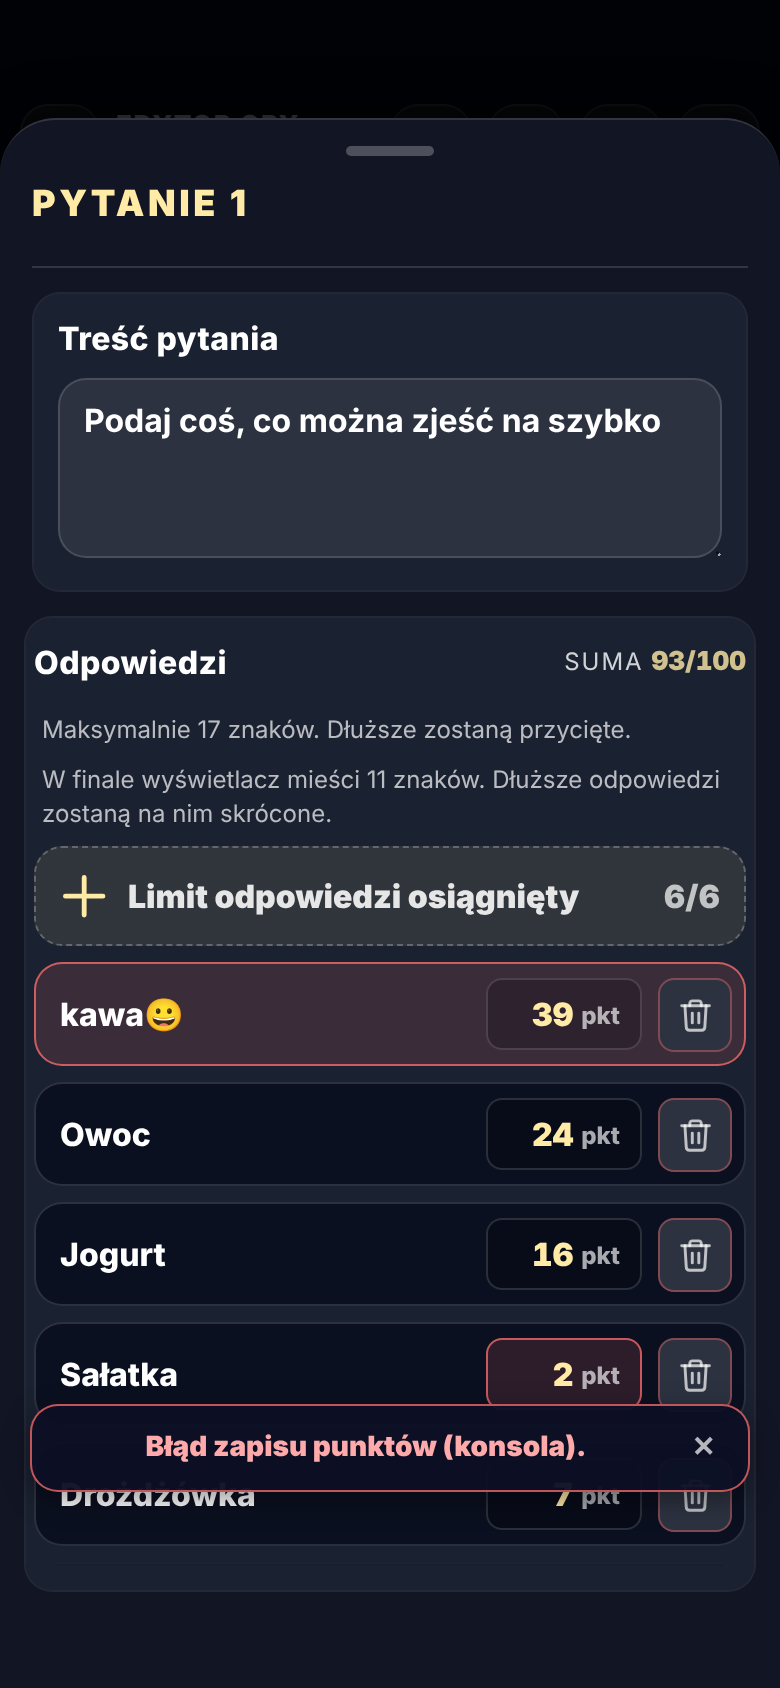 PYTANIE 1
Treść pytania
Podaj coś, co można zjeść na szybko
Odpowiedzi
SUMA 93/100
Maksymalnie 17 znaków. Dłuższe zostaną przycięte.
W finale wyświetlacz mieści 11 znaków. Dłuższe odpowiedzi
zostaną na nim skrócone.
Limit odpowiedzi osiągnięty 6/6
kawa😀 39 pkt
Owoc 24 pkt
Jogurt 16 pkt
Sałatka 2 pkt
Błąd zapisu punktów (konsola). ×
Drożdżówka 7 pkt